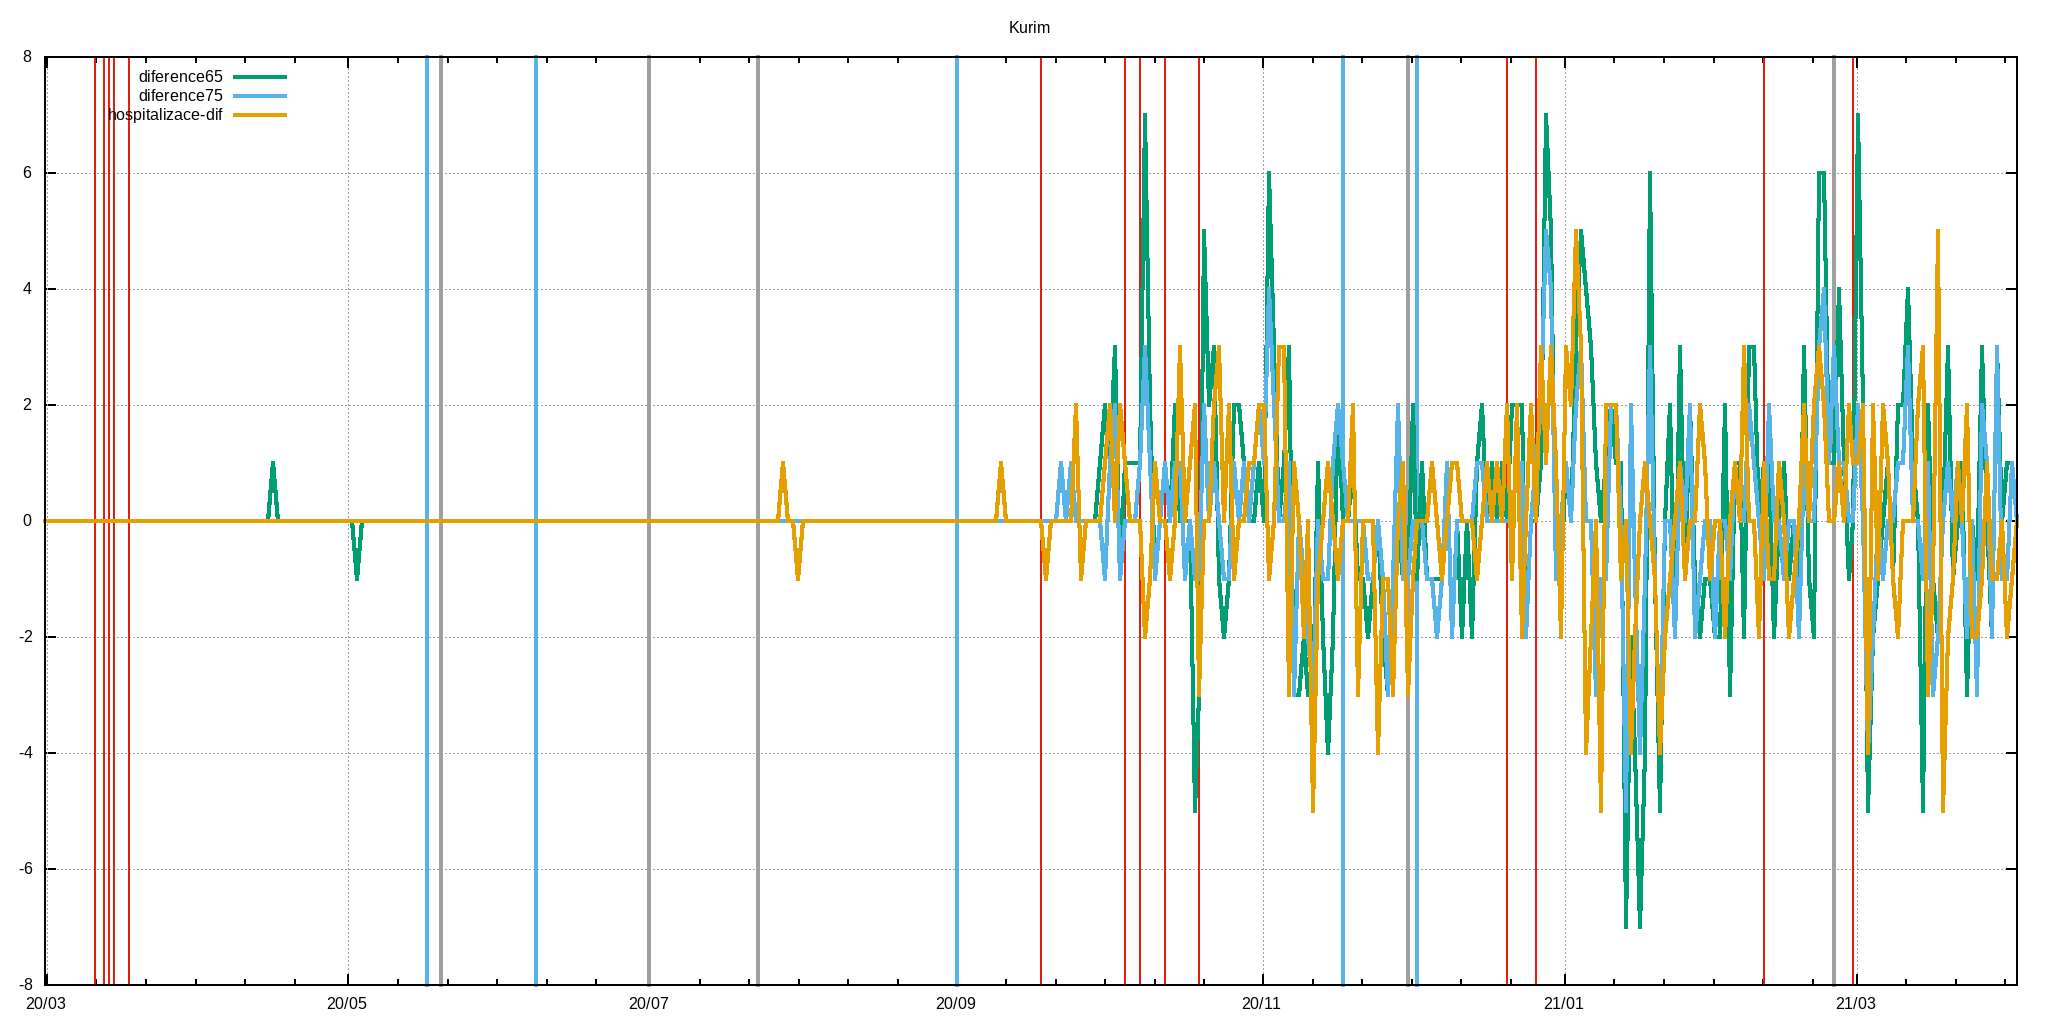 Kurim
diference65
diference75
hospitalizace-dif
8
6
4
2
0
-2
-4
-6
-8
20/03 20/05 20/07 20/09 20/11 21/01 21/03